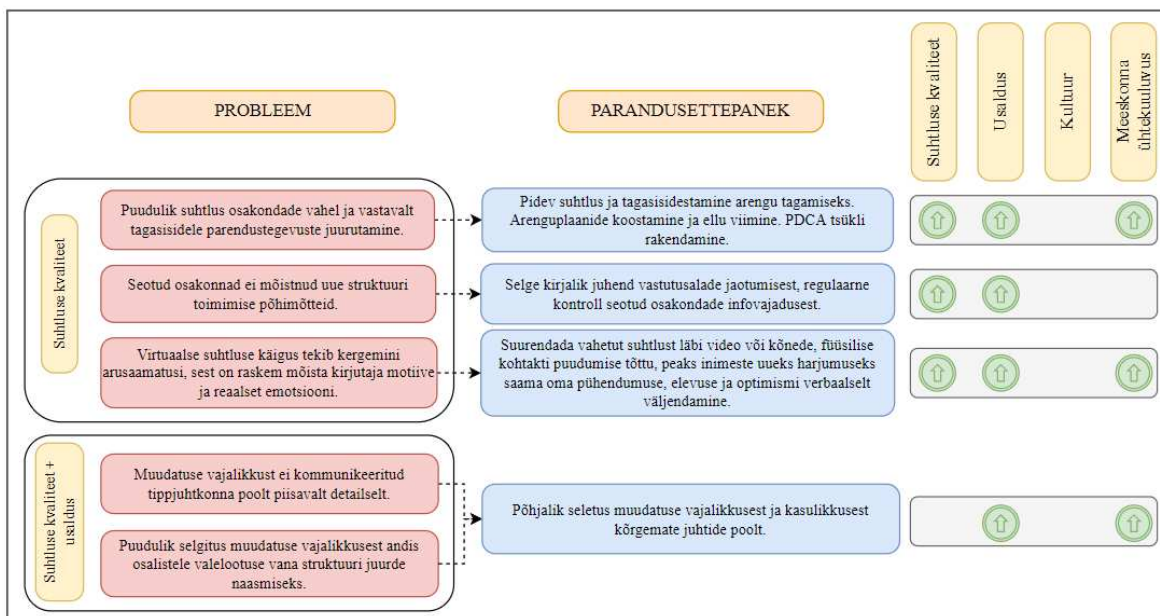 PROBLEEM
PARANDUSETTEPANEK
Suhtluse kvaliteet
Usaldus
Kultuur
Meeskonna
ühtekuuluvus
Suhtluse kvaliteet
Puudulik suhtlus osakondade vahel ja vastavalt
tagasisidele parendustegevuste juurutamine.
Pidev suhtlus ja tagasisidestamine arengu tagamiseks.
Arenguplaanide koostamine ja ellu viimine. PDCA tsükli
rakendamine.
Seotud osakonnad ei mõistnud uue struktuuri
toimimise põhimõtteid.
Selge kirjalik juhend vastutusalade jaotumisest, regulaarne
kontroll seotud osakondade infovajadusest.
Virtuaalse suhtluse käigus tekib kergemini
arusaamatusi, sest on raskem mõista kirjutaja motiive
ja reaalset emotsiooni.
Suurendada vahetut suhtlust läbi video või kõnede, füüsilise
kohtakti puudumise tõttu, peaks inimeste uueks harjumuseks
saama oma pühendumuse, elevuse ja optimismi verbaalselt
väljendamine.
Suhtluse kvaliteet +
usaldus
Muudatuse vajalikkust ei kommunikeeritud
tippjuhtkonna poolt piisavalt detailselt.
Puudulik selgitus muudatuse vajalikkusest andis
osalistele valelootuse vana struktuuri juurde
naasmiseks.
Põhjalik seletus muudatuse vajalikkusest ja kasulikkusest
kõrgemate juhtide poolt.